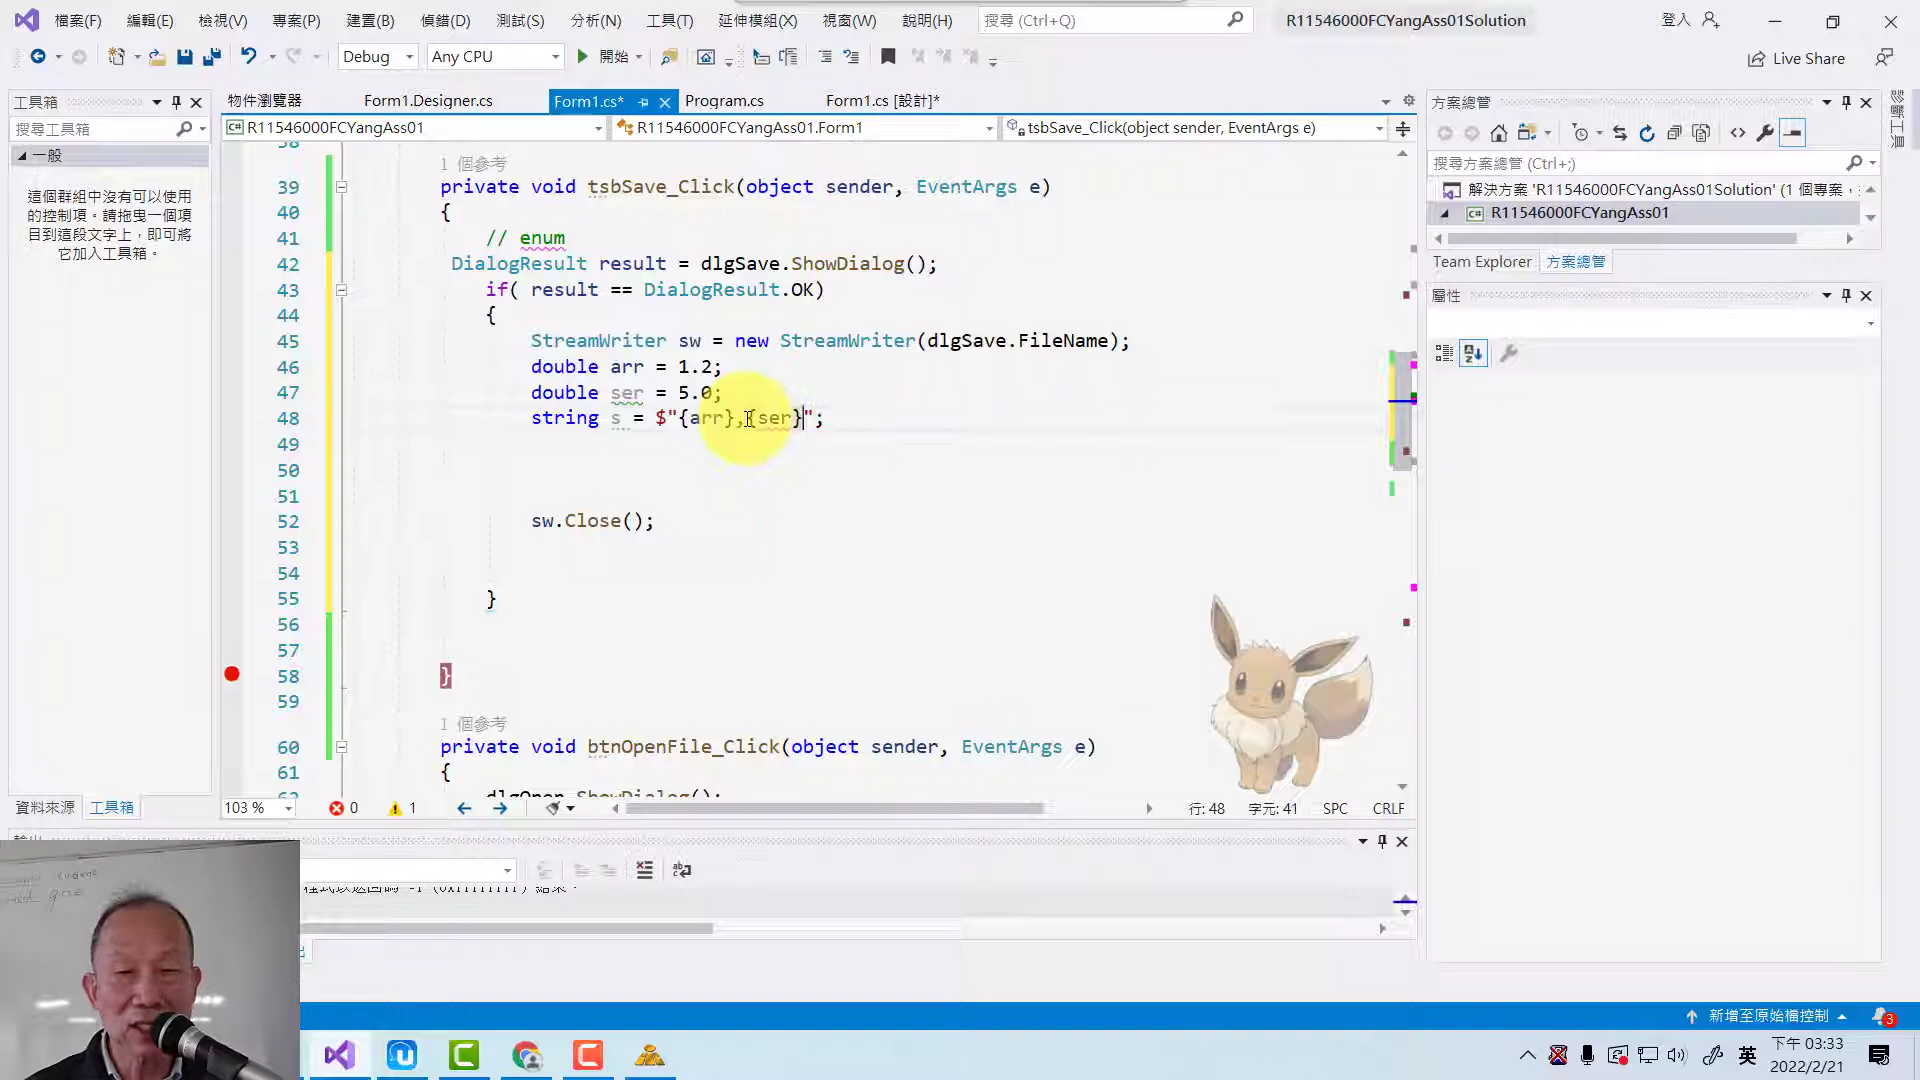 檔案(F) 編輯(E) 檢視(V) 專案(P) 建置(B) 偵錯(D) 測試(S) 分析(N) 工具(T) 延伸模組(X) 視窗(W) 說明(H) 搜尋 (Ctrl+Q) R11546000FCYangAss01Solution 登入
Debug Any CPU 開始 Live Share
工具箱
搜尋工具箱
一般
這個群組中沒有可以使用
的控制項。請拖曳一個項
目到這段文字上，即可將
它加入工具箱。
資料來源 工具箱
物件瀏覽器 Form1.Designer.cs Form1.cs* Program.cs Form1.cs [設計]*
R11546000FCYangAss01 R11546000FCYangAss01.Form1 tsbSave_Click(object sender, EventArgs e)
38
1 個參考
39 private void tsbSave_Click(object sender, EventArgs e)
40 {
41 // enum
42 DialogResult result = dlgSave.ShowDialog();
43 if( result == DialogResult.OK)
44 {
45 StreamWriter sw = new StreamWriter(dlgSave.FileName);
46 double arr = 1.2;
47 double ser = 5.0;
48 string s = $"{arr},{ser}";
49
50
51
52 sw.Close();
53
54
55 }
56
57
58 }
59
1 個參考
60 private void btnOpenFile_Click(object sender, EventArgs e)
61 {
dlgOpen.ShowDialog();
103 % 0 1 行: 48 字元: 41 SPC CRLF
方案總管
搜尋方案總管 (Ctrl+;)
解決方案 'R11546000FCYangAss01Solution' (1 個專案，
R11546000FCYangAss01
Team Explorer 方案總管
屬性
診斷工具
新增至原始檔控制 3
英
下午 03:33
2022/2/21